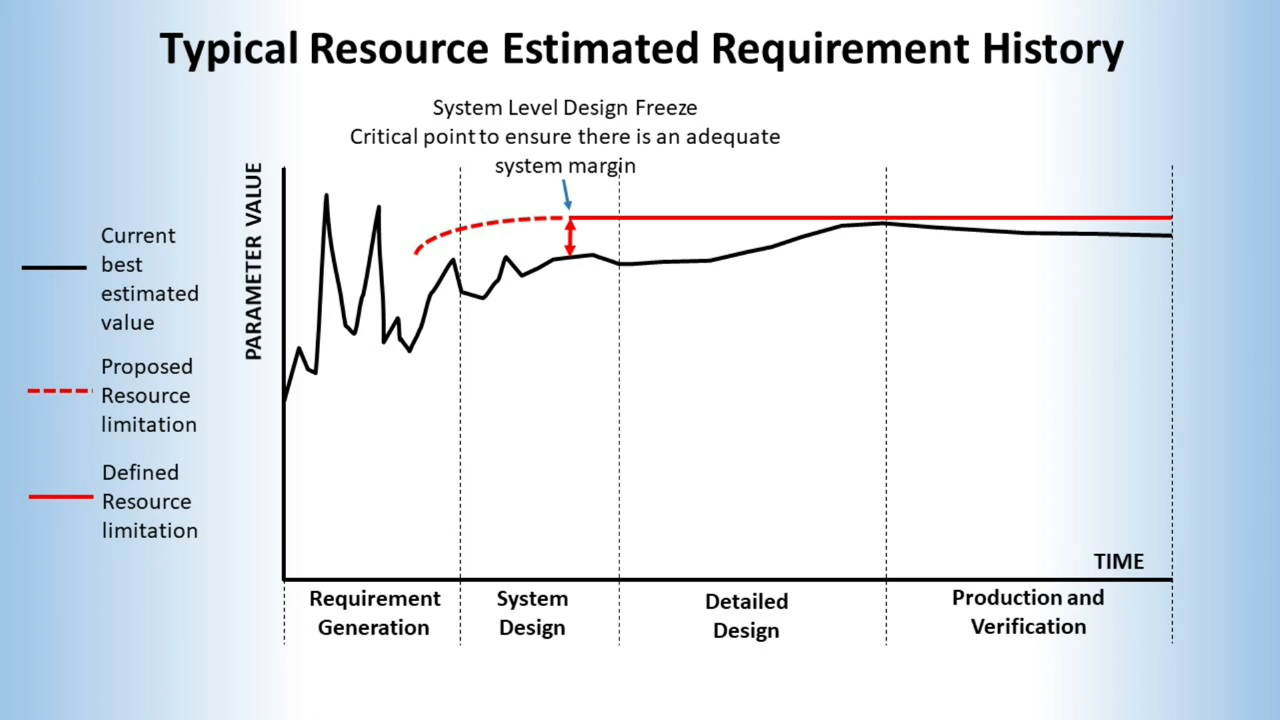 Typical Resource Estimated Requirement History
System Level Design Freeze
Critical point to ensure there is an adequate
system margin
PARAMETER VALUE
Current
best
estimated
value
Proposed
Resource
limitation
Defined
Resource
limitation
TIME
Requirement
Generation
System
Design
Detailed
Design
Production and
Verification